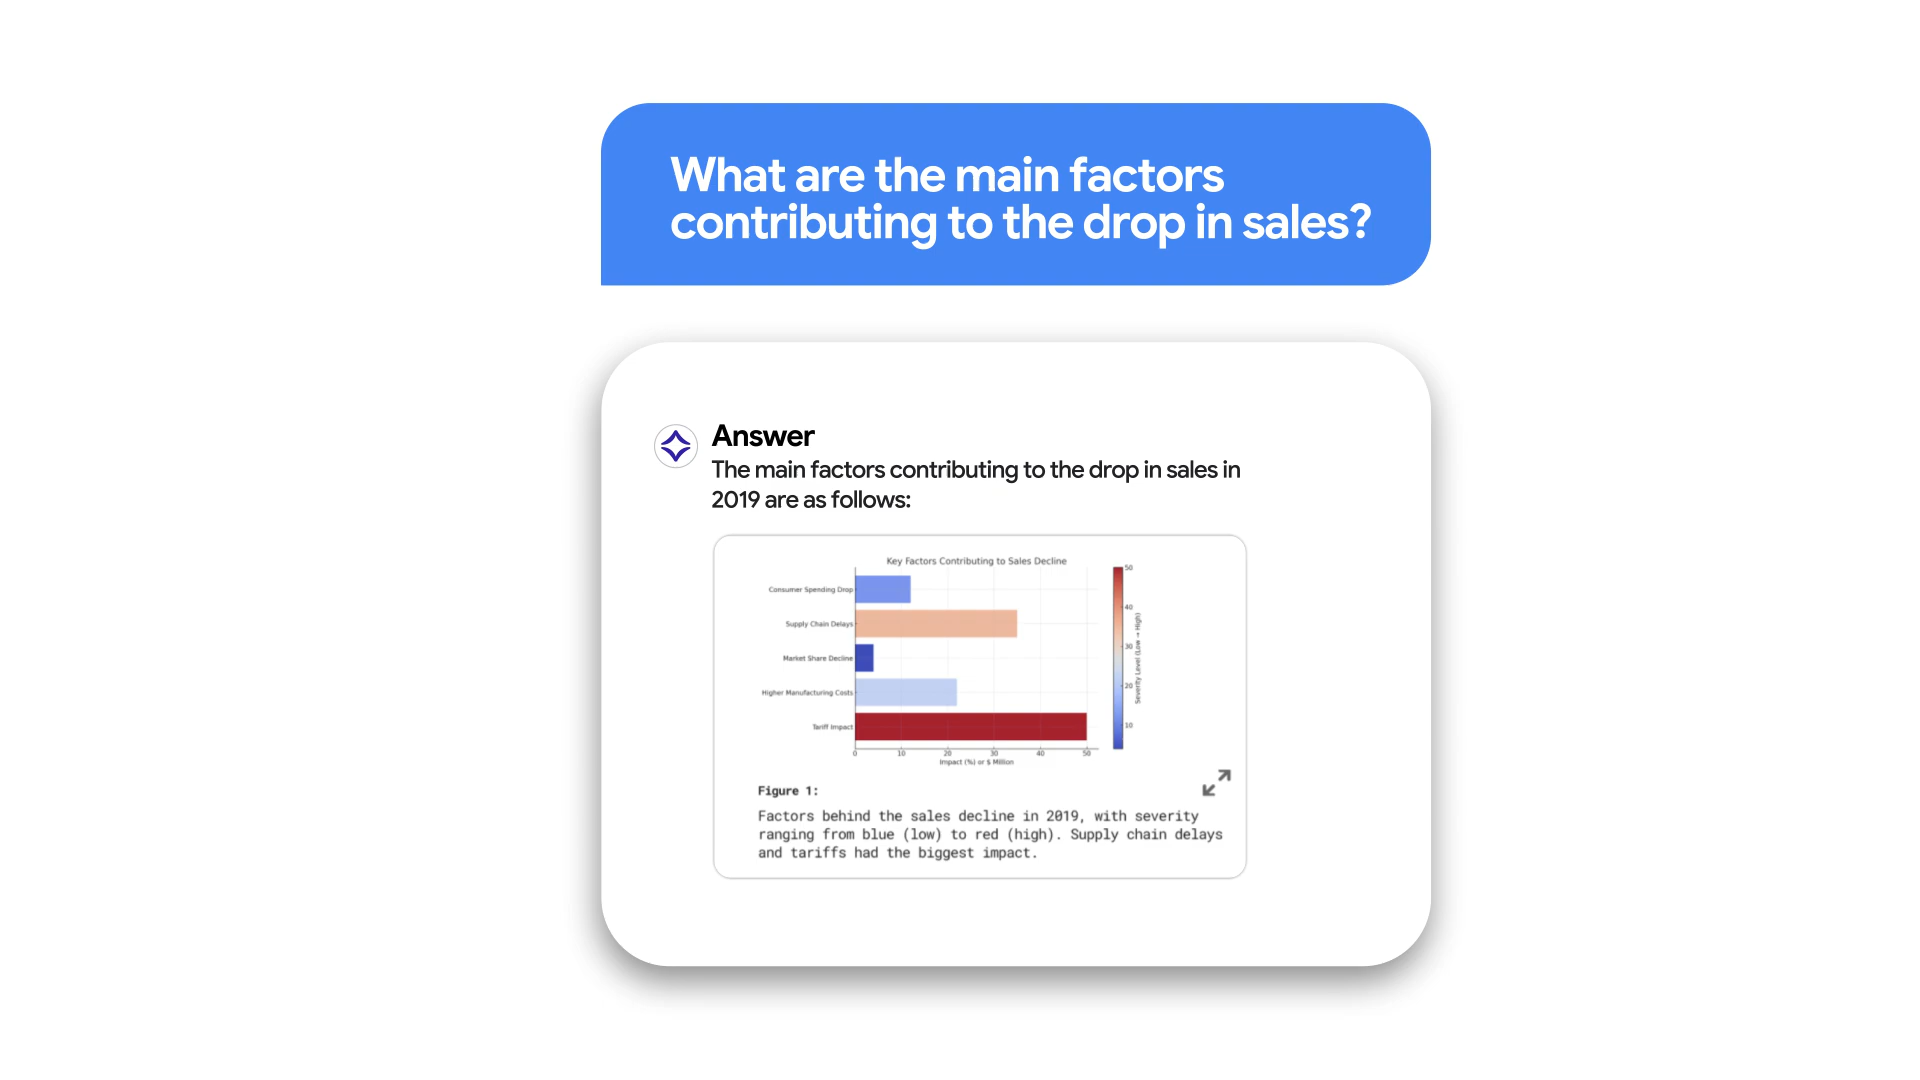 What are the main factors
contributing to the drop in sales?
Answer
The main factors contributing to the drop in sales in
2019 are as follows:
Key Factors Contributing to Sales Decline
Consumer Spending Drop
Supply Chain Delays
Market Share Decline
Higher Manufacturing Costs
Tariff Impact
0 10 20 30 40 50
Impact (%) or $ Million
50
40
30
20
10
Severity Level (Low → High)
Figure 1:
Factors behind the sales decline in 2019, with severity
ranging from blue (low) to red (high). Supply chain delays
and tariffs had the biggest impact.